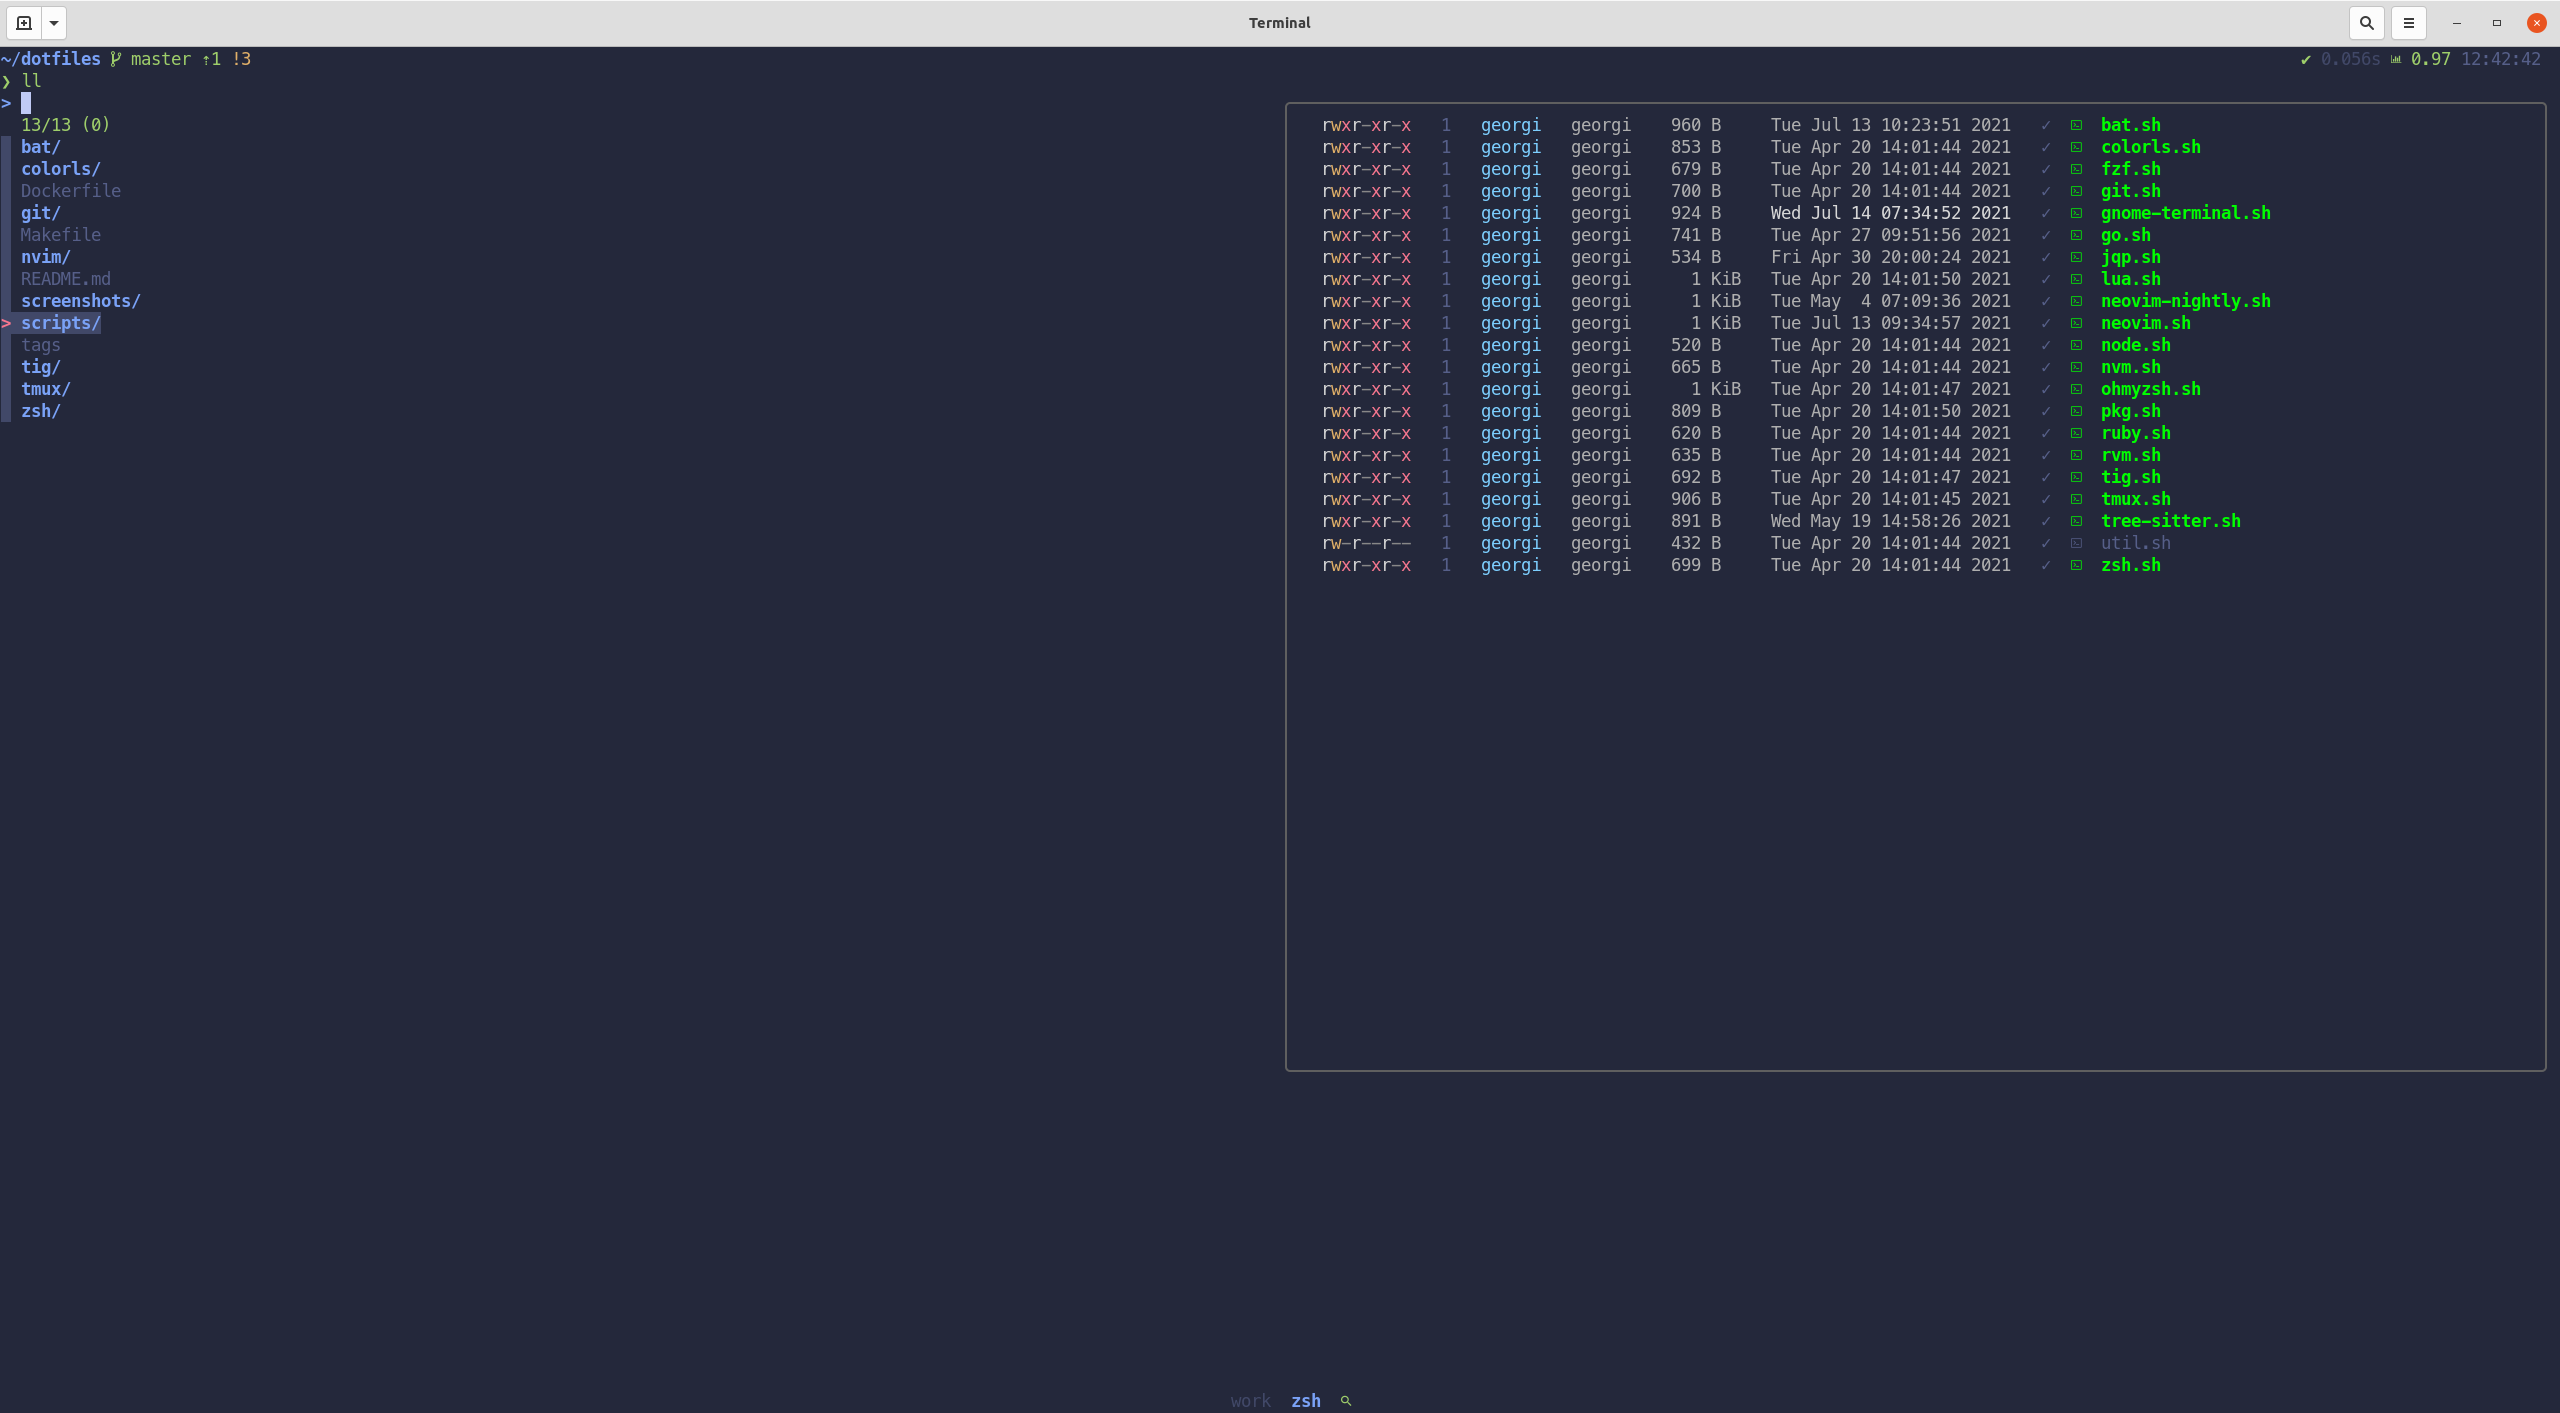 Terminal
~/dotfiles master ⇡1 !3
✔ 0.056s 0.97 12:42:42
❯ ll
>
13/13 (0)
bat/
colorls/
Dockerfile
git/
Makefile
nvim/
README.md
screenshots/
> scripts/
tags
tig/
tmux/
zsh/
rwxr-xr-x 1 georgi georgi 960 B Tue Jul 13 10:23:51 2021 ✓ bat.sh
rwxr-xr-x 1 georgi georgi 853 B Tue Apr 20 14:01:44 2021 ✓ colorls.sh
rwxr-xr-x 1 georgi georgi 679 B Tue Apr 20 14:01:44 2021 ✓ fzf.sh
rwxr-xr-x 1 georgi georgi 700 B Tue Apr 20 14:01:44 2021 ✓ git.sh
rwxr-xr-x 1 georgi georgi 924 B Wed Jul 14 07:34:52 2021 ✓ gnome-terminal.sh
rwxr-xr-x 1 georgi georgi 741 B Tue Apr 27 09:51:56 2021 ✓ go.sh
rwxr-xr-x 1 georgi georgi 534 B Fri Apr 30 20:00:24 2021 ✓ jqp.sh
rwxr-xr-x 1 georgi georgi 1 KiB Tue Apr 20 14:01:50 2021 ✓ lua.sh
rwxr-xr-x 1 georgi georgi 1 KiB Tue May 4 07:09:36 2021 ✓ neovim-nightly.sh
rwxr-xr-x 1 georgi georgi 1 KiB Tue Jul 13 09:34:57 2021 ✓ neovim.sh
rwxr-xr-x 1 georgi georgi 520 B Tue Apr 20 14:01:44 2021 ✓ node.sh
rwxr-xr-x 1 georgi georgi 665 B Tue Apr 20 14:01:44 2021 ✓ nvm.sh
rwxr-xr-x 1 georgi georgi 1 KiB Tue Apr 20 14:01:47 2021 ✓ ohmyzsh.sh
rwxr-xr-x 1 georgi georgi 809 B Tue Apr 20 14:01:50 2021 ✓ pkg.sh
rwxr-xr-x 1 georgi georgi 620 B Tue Apr 20 14:01:44 2021 ✓ ruby.sh
rwxr-xr-x 1 georgi georgi 635 B Tue Apr 20 14:01:44 2021 ✓ rvm.sh
rwxr-xr-x 1 georgi georgi 692 B Tue Apr 20 14:01:47 2021 ✓ tig.sh
rwxr-xr-x 1 georgi georgi 906 B Tue Apr 20 14:01:45 2021 ✓ tmux.sh
rwxr-xr-x 1 georgi georgi 891 B Wed May 19 14:58:26 2021 ✓ tree-sitter.sh
rw-r--r-- 1 georgi georgi 432 B Tue Apr 20 14:01:44 2021 ✓ util.sh
rwxr-xr-x 1 georgi georgi 699 B Tue Apr 20 14:01:44 2021 ✓ zsh.sh
work zsh